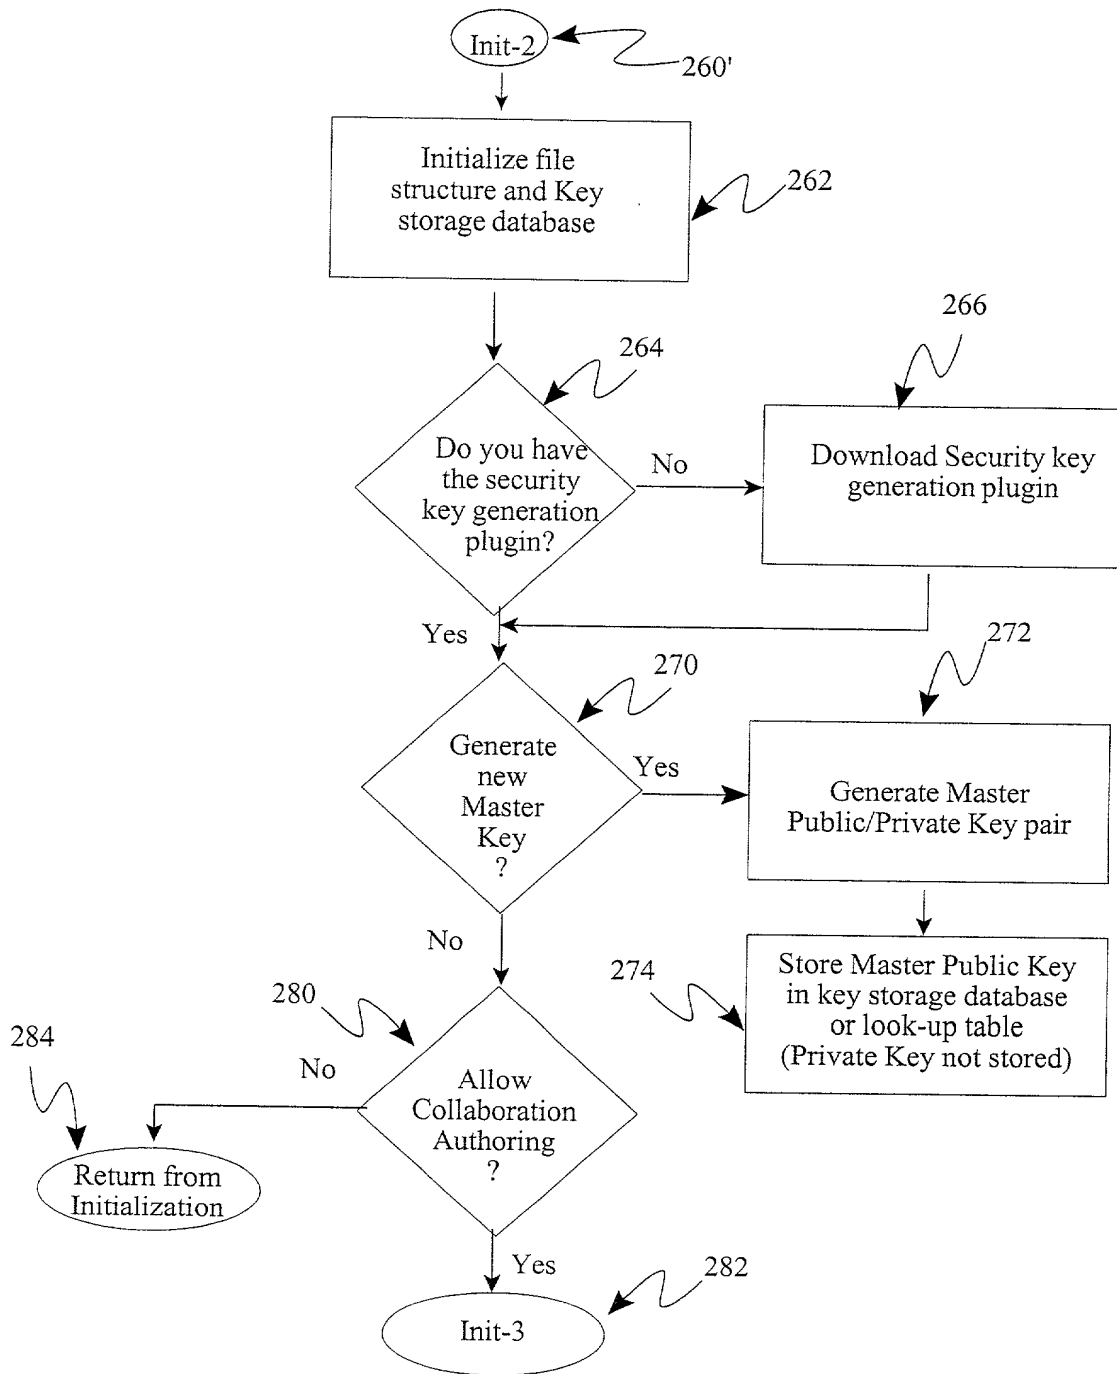 Init-2
260'
Initialize file
structure and Key
storage database
262
264
266
Do you have
the security
key generation
plugin?
No
Download Security key
generation plugin
Yes
270
272
Generate
new
Master
Key
?
Yes
Generate Master
Public/Private Key pair
No
274
Store Master Public Key
in key storage database
or look-up table
(Private Key not stored)
280
284
No
Allow
Collaboration
Authoring
?
Return from
Initialization
Yes
282
Init-3